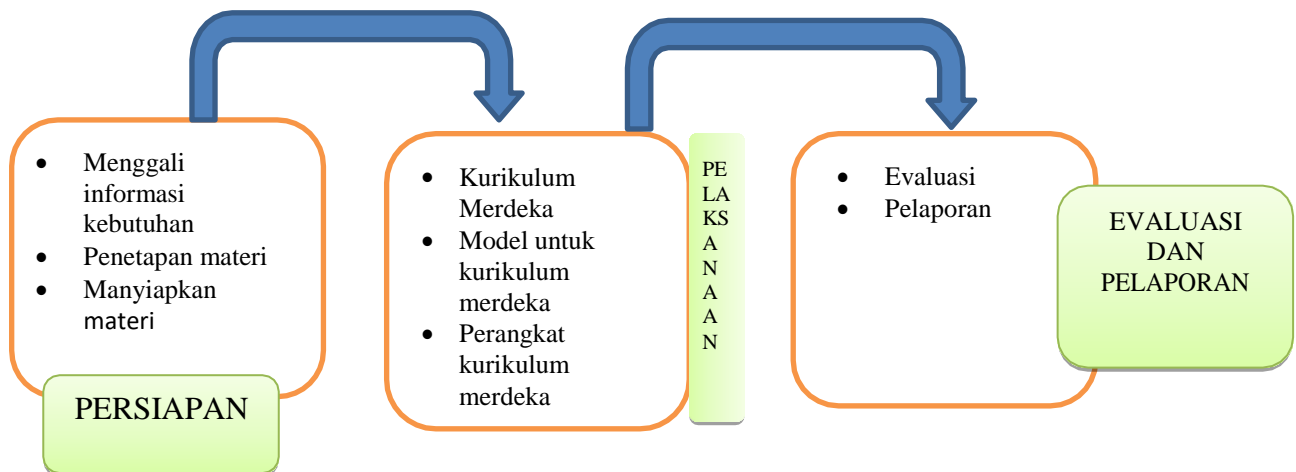 • Menggali
informasi
kebutuhan
• Penetapan materi
• Manyiapkan
materi
PERSIAPAN
• Kurikulum
Merdeka
• Model untuk
kurikulum
merdeka
• Perangkat
kurikulum
merdeka
PE
LA
KS
A
N
A
A
N
• Evaluasi
• Pelaporan
EVALUASI
DAN
PELAPORAN